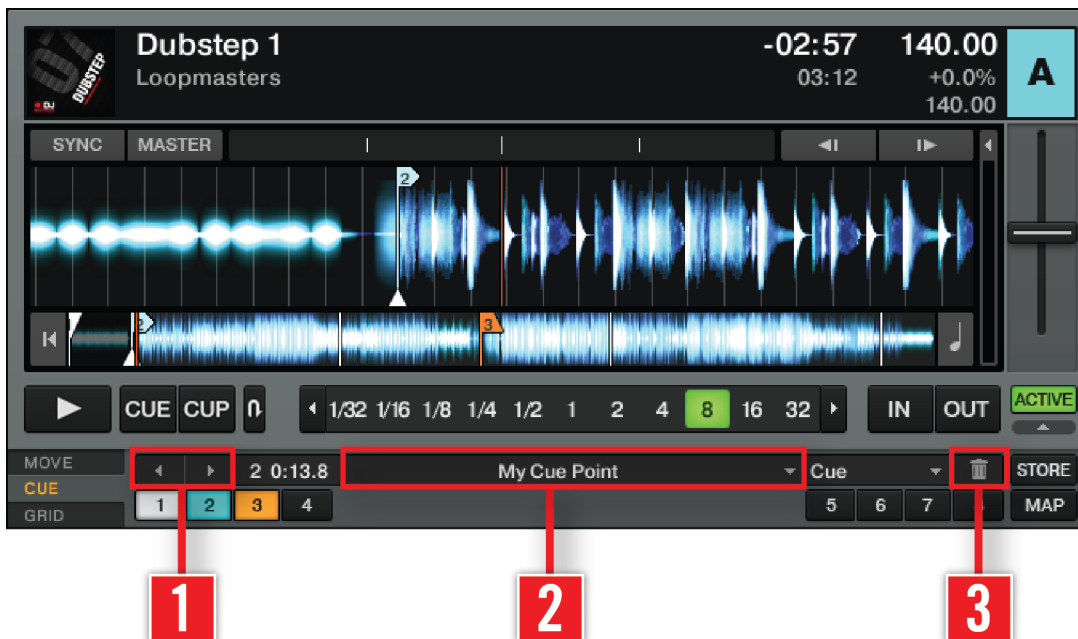 Dubstep 1
-02:57
140.00
Loopmasters
03:12
+0.0%
140.00
A
DUBSTEP
DJ
SYNC
MASTER
2
2
3
CUE
CUP
1/32 1/16 1/8 1/4 1/2 1 2 4 8 16 32
IN
OUT
ACTIVE
MOVE
CUE
GRID
2 0:13.8
My Cue Point
Cue
STORE
1 2 3 4
5 6 7
MAP
1
2
3